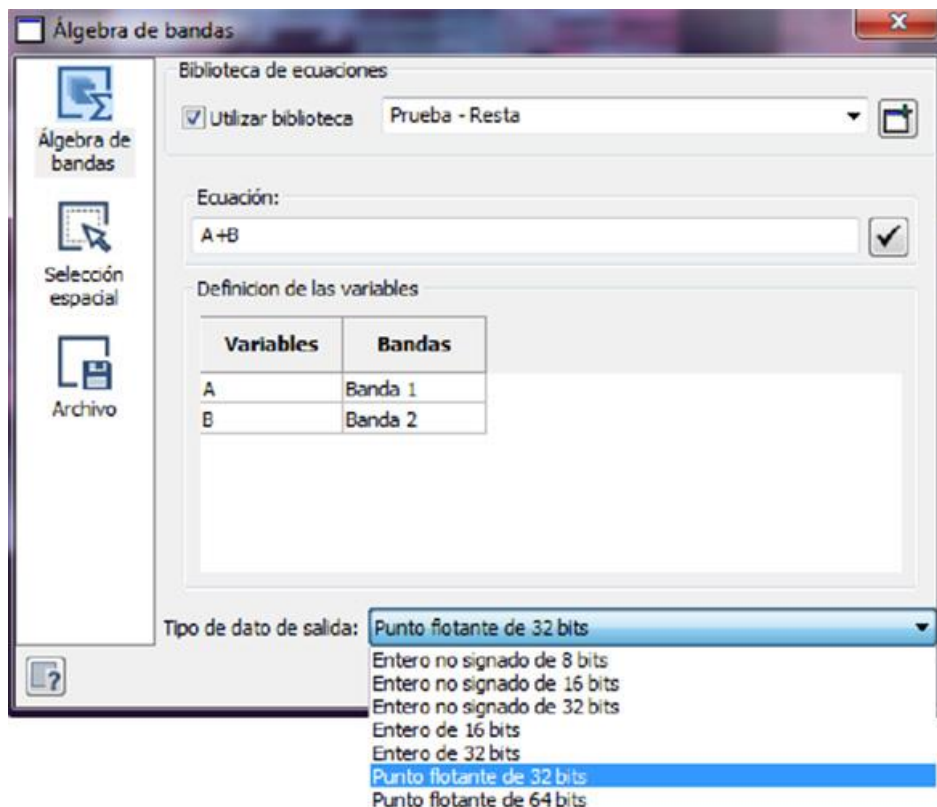 Álgebra de bandas
Álgebra de
bandas
Selección
espacial
Archivo
Biblioteca de ecuaciones
Utilizar biblioteca
Prueba - Resta
Ecuación:
A+B
Definicion de las variables
Variables Bandas
A Banda 1
B Banda 2
Tipo de dato de salida: Punto flotante de 32 bits
Entero no signado de 8 bits
Entero no signado de 16 bits
Entero no signado de 32 bits
Entero de 16 bits
Entero de 32 bits
Punto flotante de 32 bits
Punto flotante de 64 bits